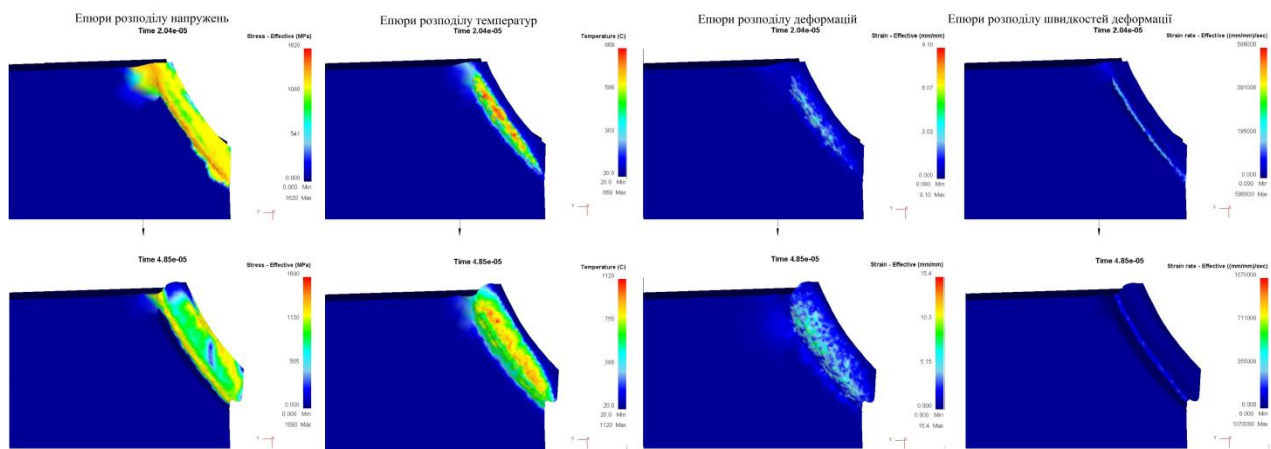 Епюри розподілу напружень
Епюри розподілу температур
Епюри розподілу деформацій
Епюри розподілу швидкостей деформації
Time 2.04e-05
Stress - Effective (MPa)
1620
1080
541
0.000
0.000 Min
1620 Max
Time 2.04e-05
Temperature (C)
869
586
303
20.0
20.0 Min
869 Max
Time 2.04e-05
Strain - Effective (mm/mm)
9.10
6.07
3.03
0.000
0.000 Min
9.10 Max
Time 2.04e-05
Strain rate - Effective ((mm/mm)/sec)
391000
195000
0.000
0.000 Min
Max
Time 4.85e-05
Stress - Effective (MPa)
1690
1130
565
0.000
0.000 Min
1690 Max
Time 4.85e-05
Temperature (C)
1120
755
20.0
20.0 Min
1120 Max
Time 4.85e-05
Strain - Effective (mm/mm)
15.4
10.3
5.15
0.000
0.000 Min
15.4 Max
Time 4.85e-05
Strain rate - Effective ((mm/mm)/sec)
1070000
711000
355000
0.000
0.000 Min
1070000 Max